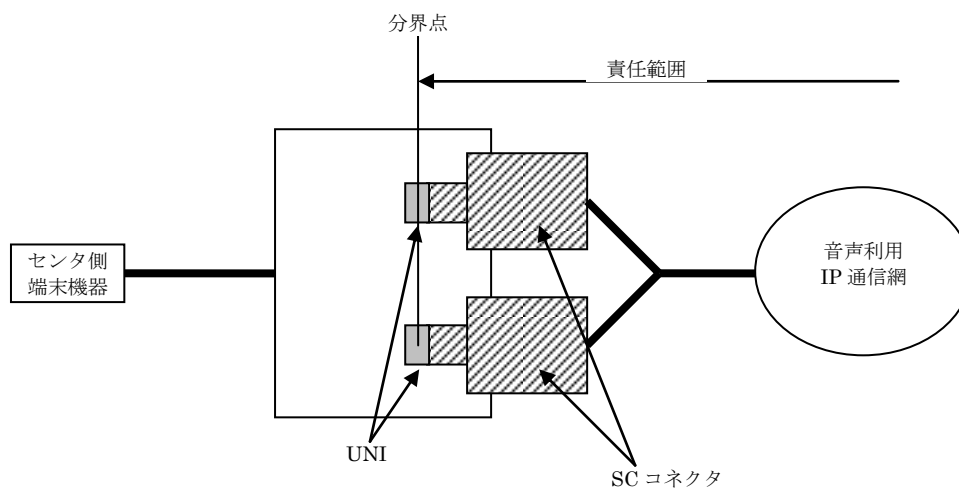 分界点
責任範囲
センタ側
端末機器
音声利用
IP 通信網
UNI
SC コネクタ